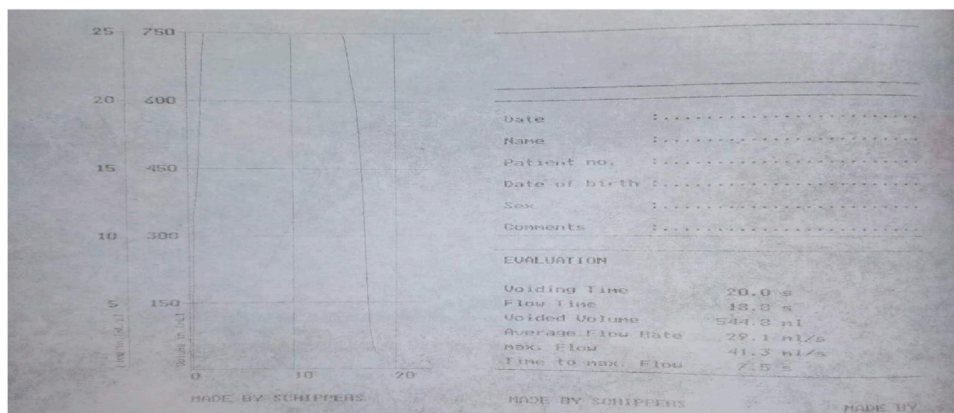 25 750
20 600
15 450
10 300
5 150
0 10 20
MADE BY SCHIPPERS
Date :
Name :
Patient no. :
Date of birth :
Sex :
Comments :
EVALUATION
Voiding Time 20.0 s
Flow Time 18.8 s
Voided Volume 544.8 ml
Average Flow Rate 29.1 ml/s
max. Flow 41.3 ml/s
Time to max. Flow 7.5 s
MADE BY SCHIPPERS
MADE BY